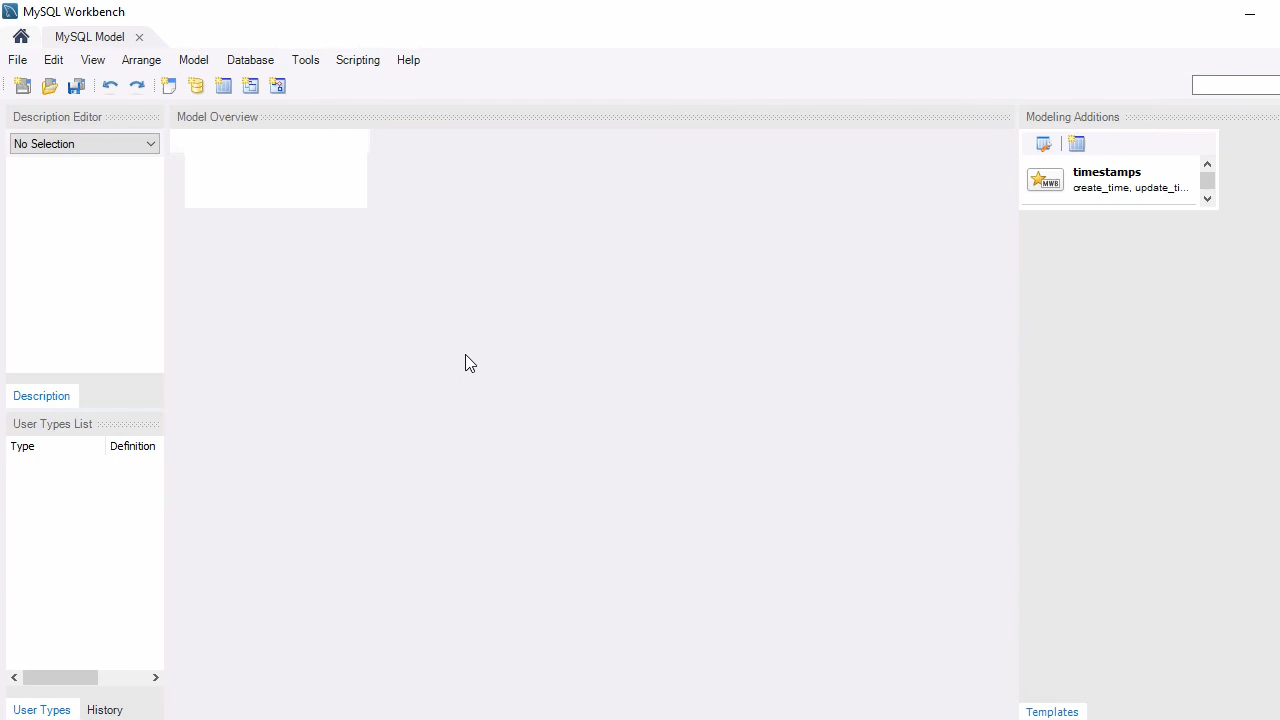 MySQL Workbench
MySQL Model
File Edit View Arrange Model Database Tools Scripting Help
Description Editor
No Selection
Description
User Types List
Type Definition
User Types History
Model Overview
Modeling Additions
timestamps
create_time, update_ti...
Templates